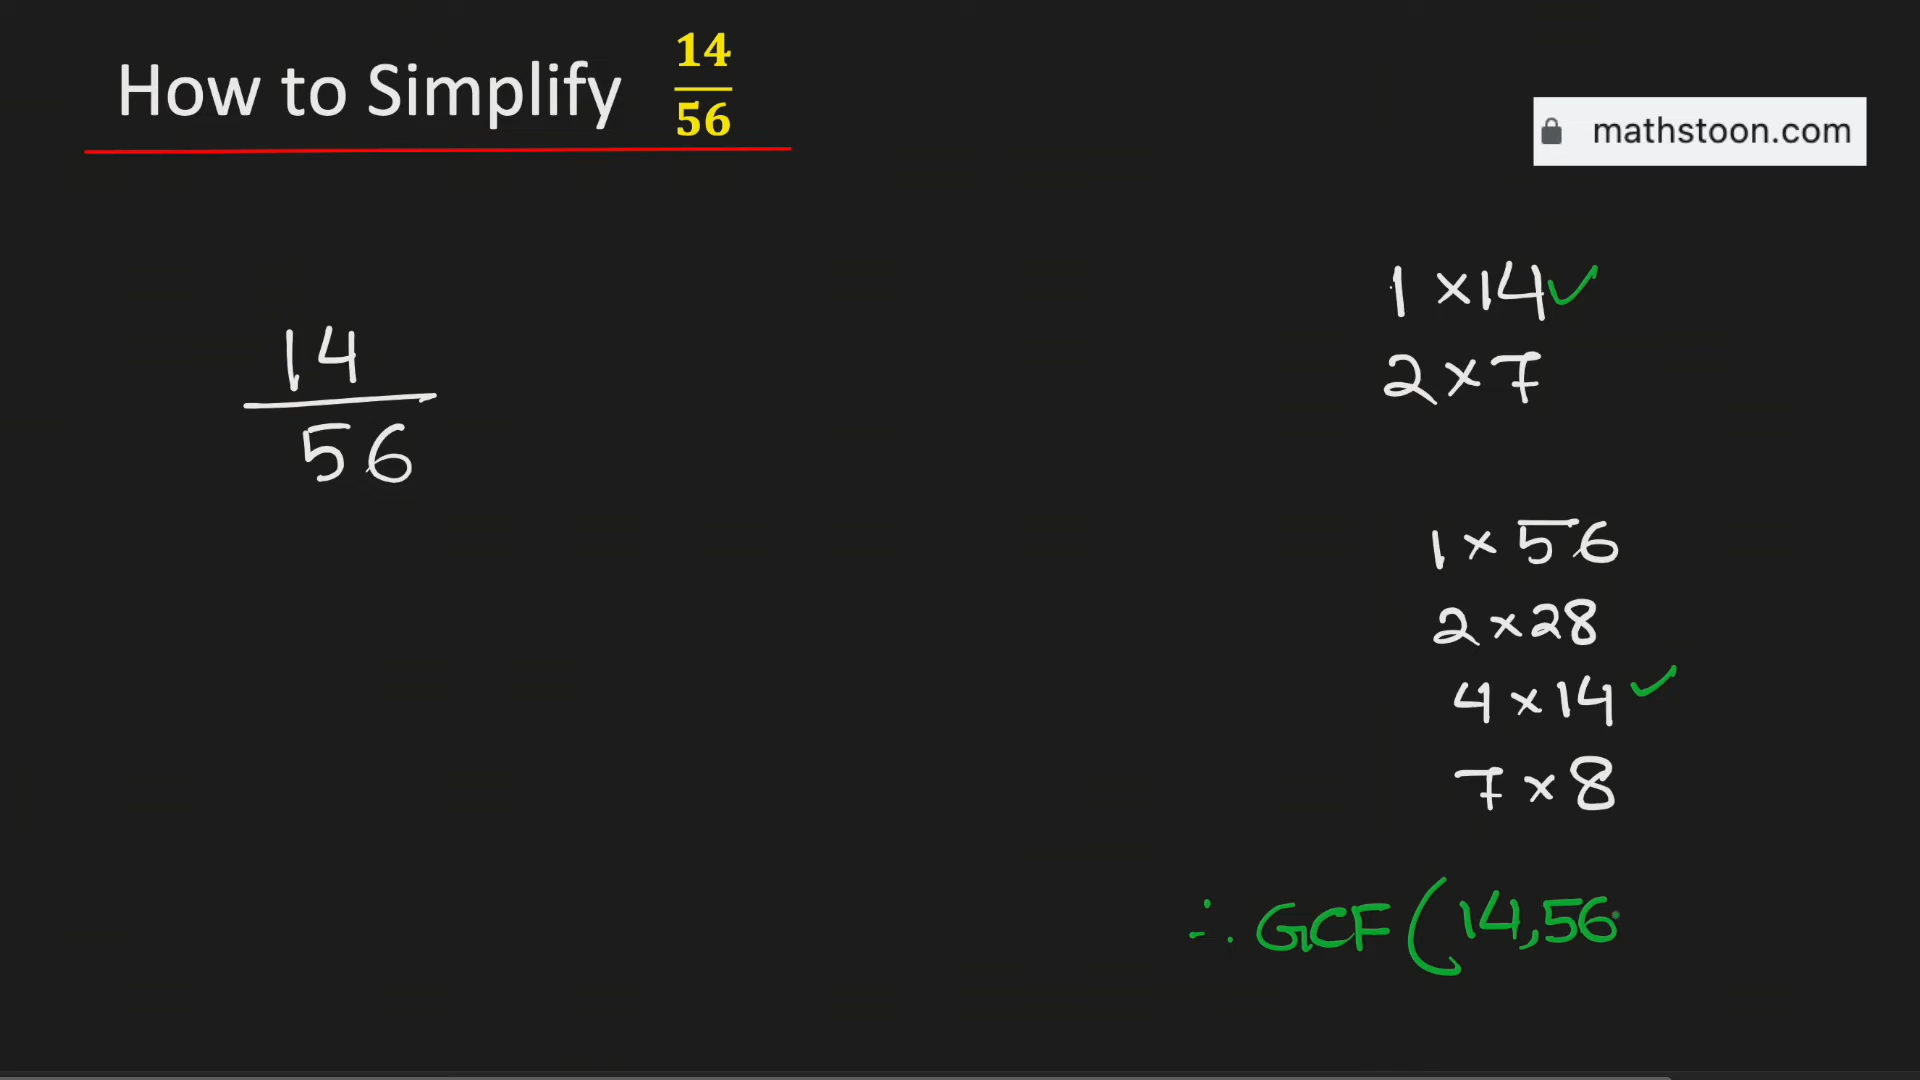 How to Simplify 14/56
mathstoon.com
14
56
1 × 14 ✓
2 × 7
1 × 56
2 × 28
4 × 14 ✓
7 × 8
∴ GCF (14,56